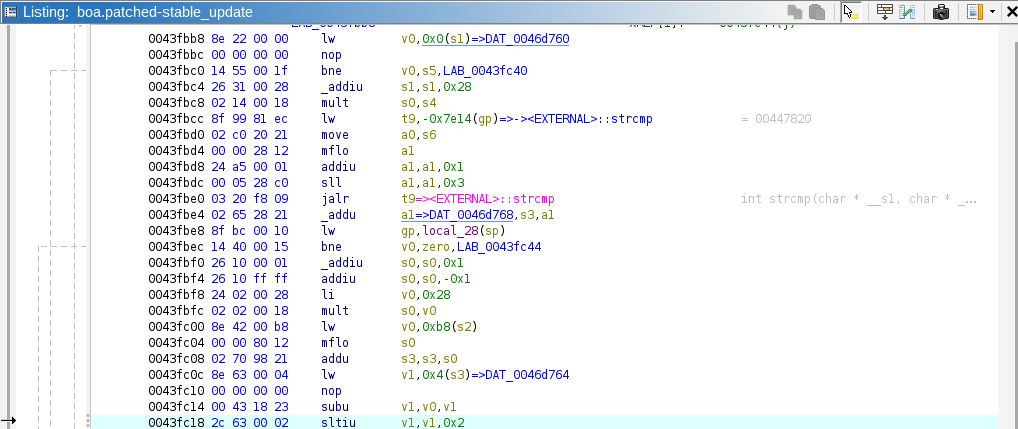 Listing: boa.patched-stable_update
0043fbb8 8e 22 00 00 lw v0,0x0(s1)=>DAT_0046d760
0043fbbc 00 00 00 00 nop
0043fbc0 14 55 00 1f bne v0,s5,LAB_0043fc40
0043fbc4 26 31 00 28 _addiu s1,s1,0x28
0043fbc8 02 14 00 18 mult s0,s4
0043fbcc 8f 99 81 ec lw t9,-0x7e14(gp)=>-><EXTERNAL>::strcmp = 00447820
0043fbd0 02 c0 20 21 move a0,s6
0043fbd4 00 00 28 12 mflo a1
0043fbd8 24 a5 00 01 addiu a1,a1,0x1
0043fbdc 00 05 28 c0 sll a1,a1,0x3
0043fbe0 03 20 f8 09 jalr t9=><EXTERNAL>::strcmp int strcmp(char * __s1, char * _...
0043fbe4 02 65 28 21 _addu a1=>DAT_0046d768,s3,a1
0043fbe8 8f bc 00 10 lw gp,local_28(sp)
0043fbec 14 40 00 15 bne v0,zero,LAB_0043fc44
0043fbf0 26 10 00 01 _addiu s0,s0,0x1
0043fbf4 26 10 ff ff addiu s0,s0,-0x1
0043fbf8 24 02 00 28 li v0,0x28
0043fbfc 02 02 00 18 mult s0,v0
0043fc00 8e 42 00 b8 lw v0,0xb8(s2)
0043fc04 00 00 80 12 mflo s0
0043fc08 02 70 98 21 addu s3,s3,s0
0043fc0c 8e 63 00 04 lw v1,0x4(s3)=>DAT_0046d764
0043fc10 00 00 00 00 nop
0043fc14 00 43 18 23 subu v1,v0,v1
0043fc18 2c 63 00 02 sltiu v1,v1,0x2